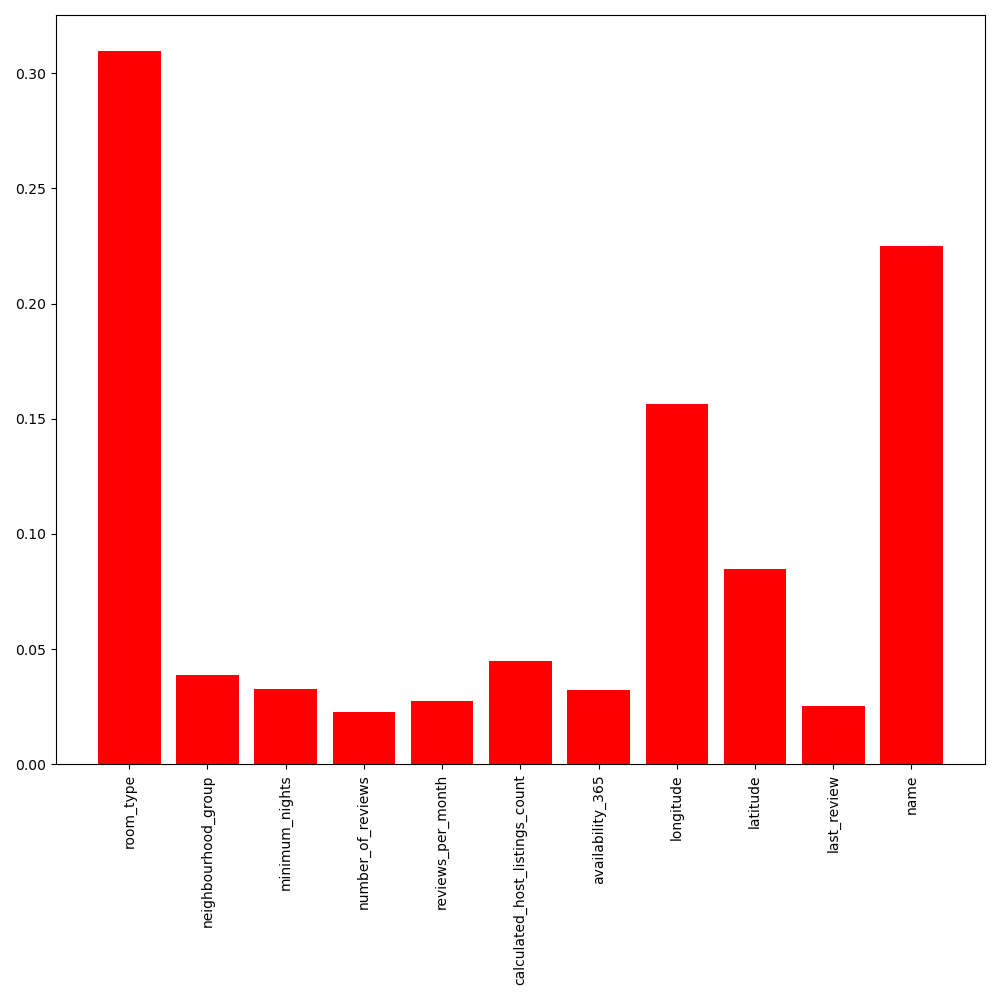 0.30
0.25
0.20
0.15
0.10
0.05
0.00
room_type
neighbourhood_group
minimum_nights
number_of_reviews
reviews_per_month
calculated_host_listings_count
availability_365
longitude
latitude
last_review
name